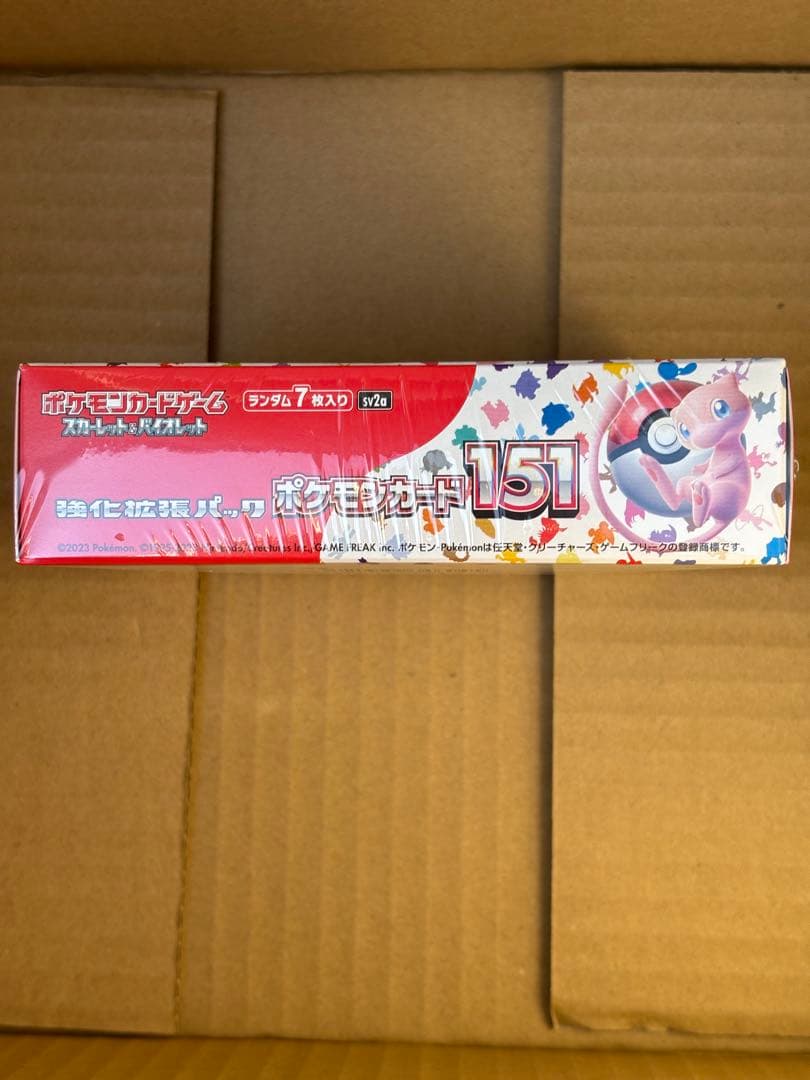 ポケモンカードゲーム
スカーレット&バイオレット
ランダム7枚入り sv2a
強化拡張パック ポケモンカード151
©2023 Pokémon. Creatures Inc., GAME FREAK inc. ポケモン・Pokémonは任天堂・クリーチャーズ・ゲームフリークの登録商標です。